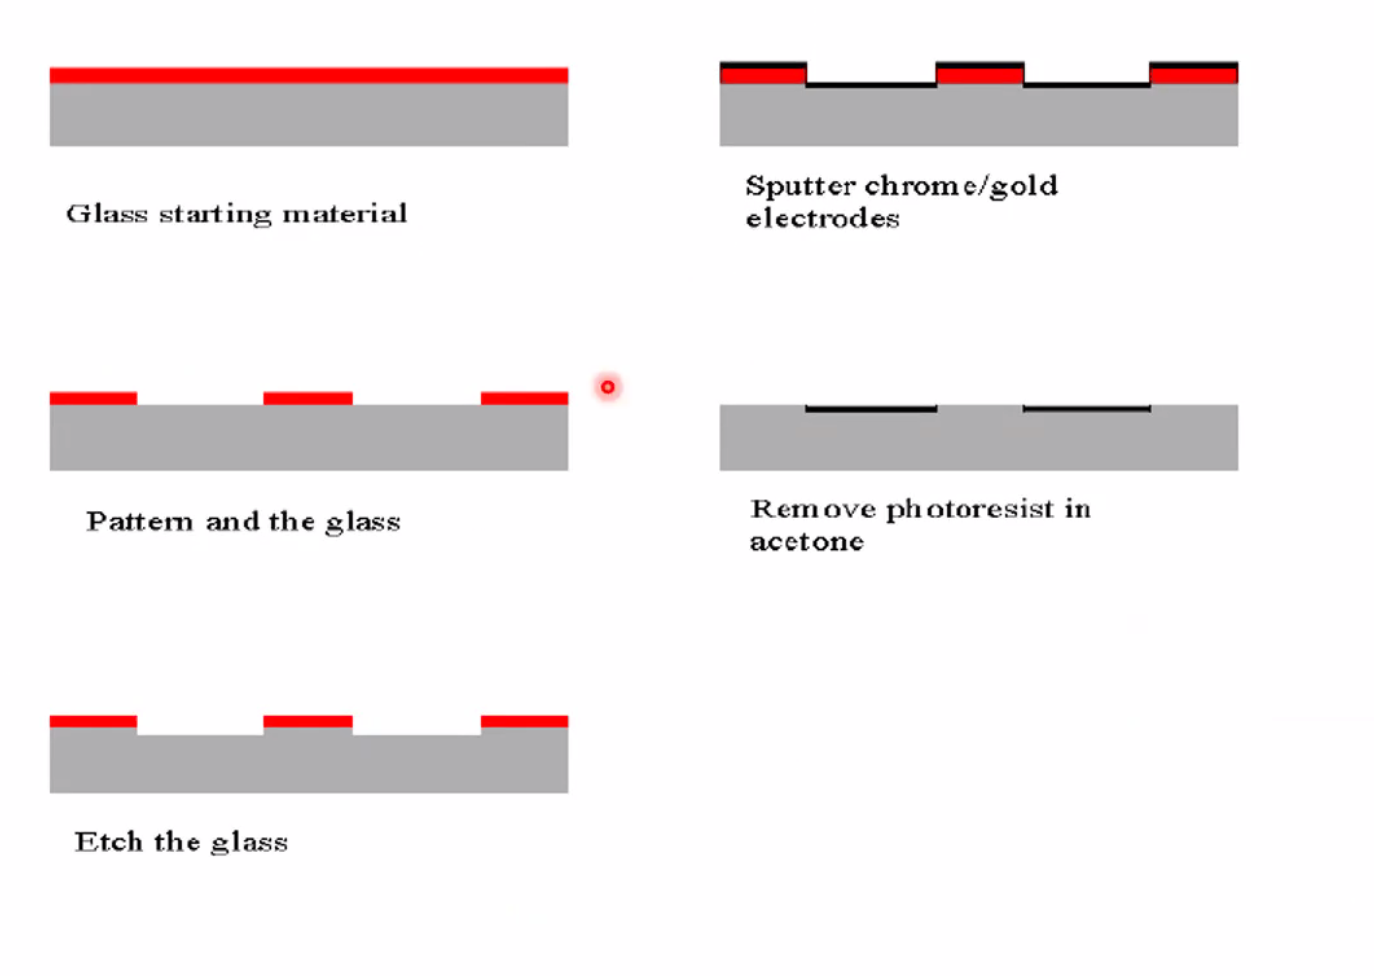 Glass starting material
Pattern and the glass
Etch the glass
Sputter chrome/gold
electrodes
Remove photoresist in
acetone